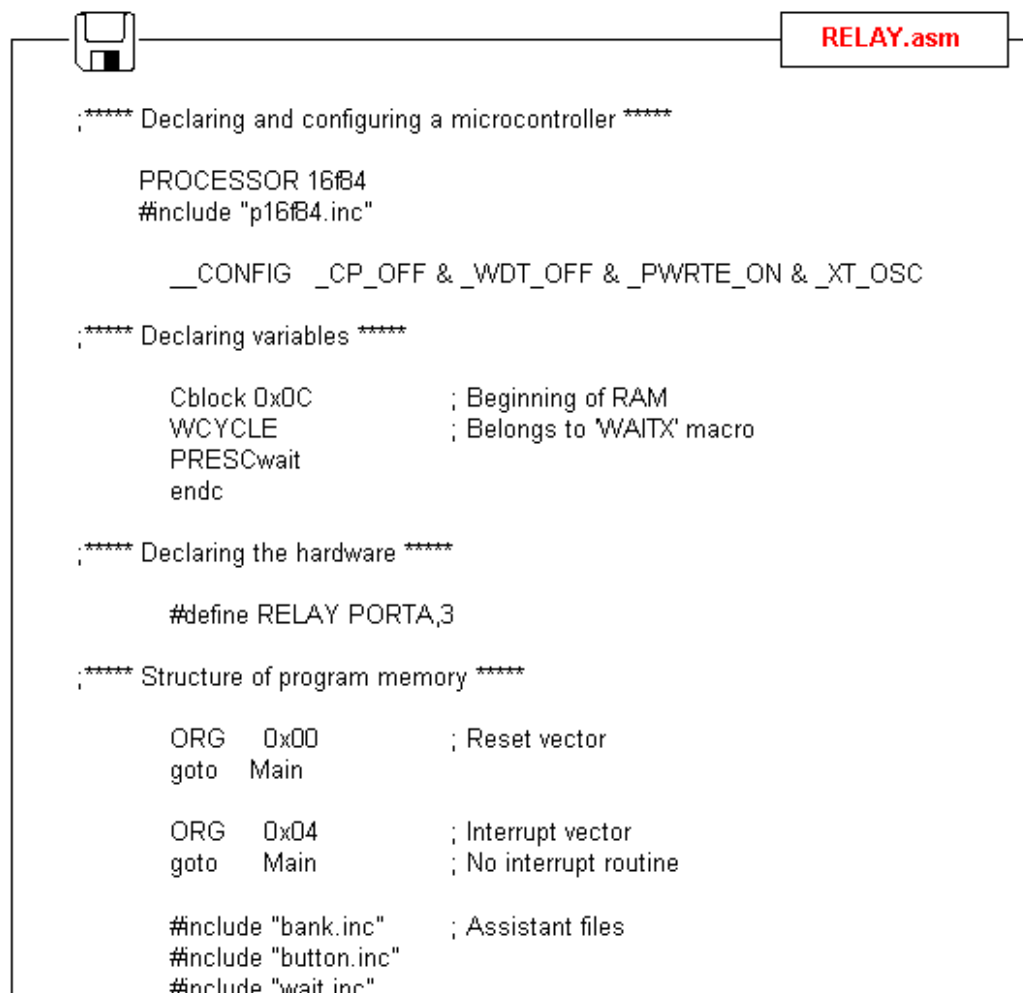 RELAY.asm
;***** Declaring and configuring a microcontroller *****
PROCESSOR 16f84
#include "p16f84.inc"
__CONFIG _CP_OFF & _WDT_OFF & _PWRTE_ON & _XT_OSC
;***** Declaring variables *****
Cblock 0x0C ; Beginning of RAM
WCYCLE ; Belongs to 'WAITX' macro
PRESCwait
endc
;***** Declaring the hardware *****
#define RELAY PORTA,3
;***** Structure of program memory *****
ORG 0x00 ; Reset vector
goto Main
ORG 0x04 ; Interrupt vector
goto Main ; No interrupt routine
#include "bank.inc" ; Assistant files
#include "button.inc"
#include "wait.inc"